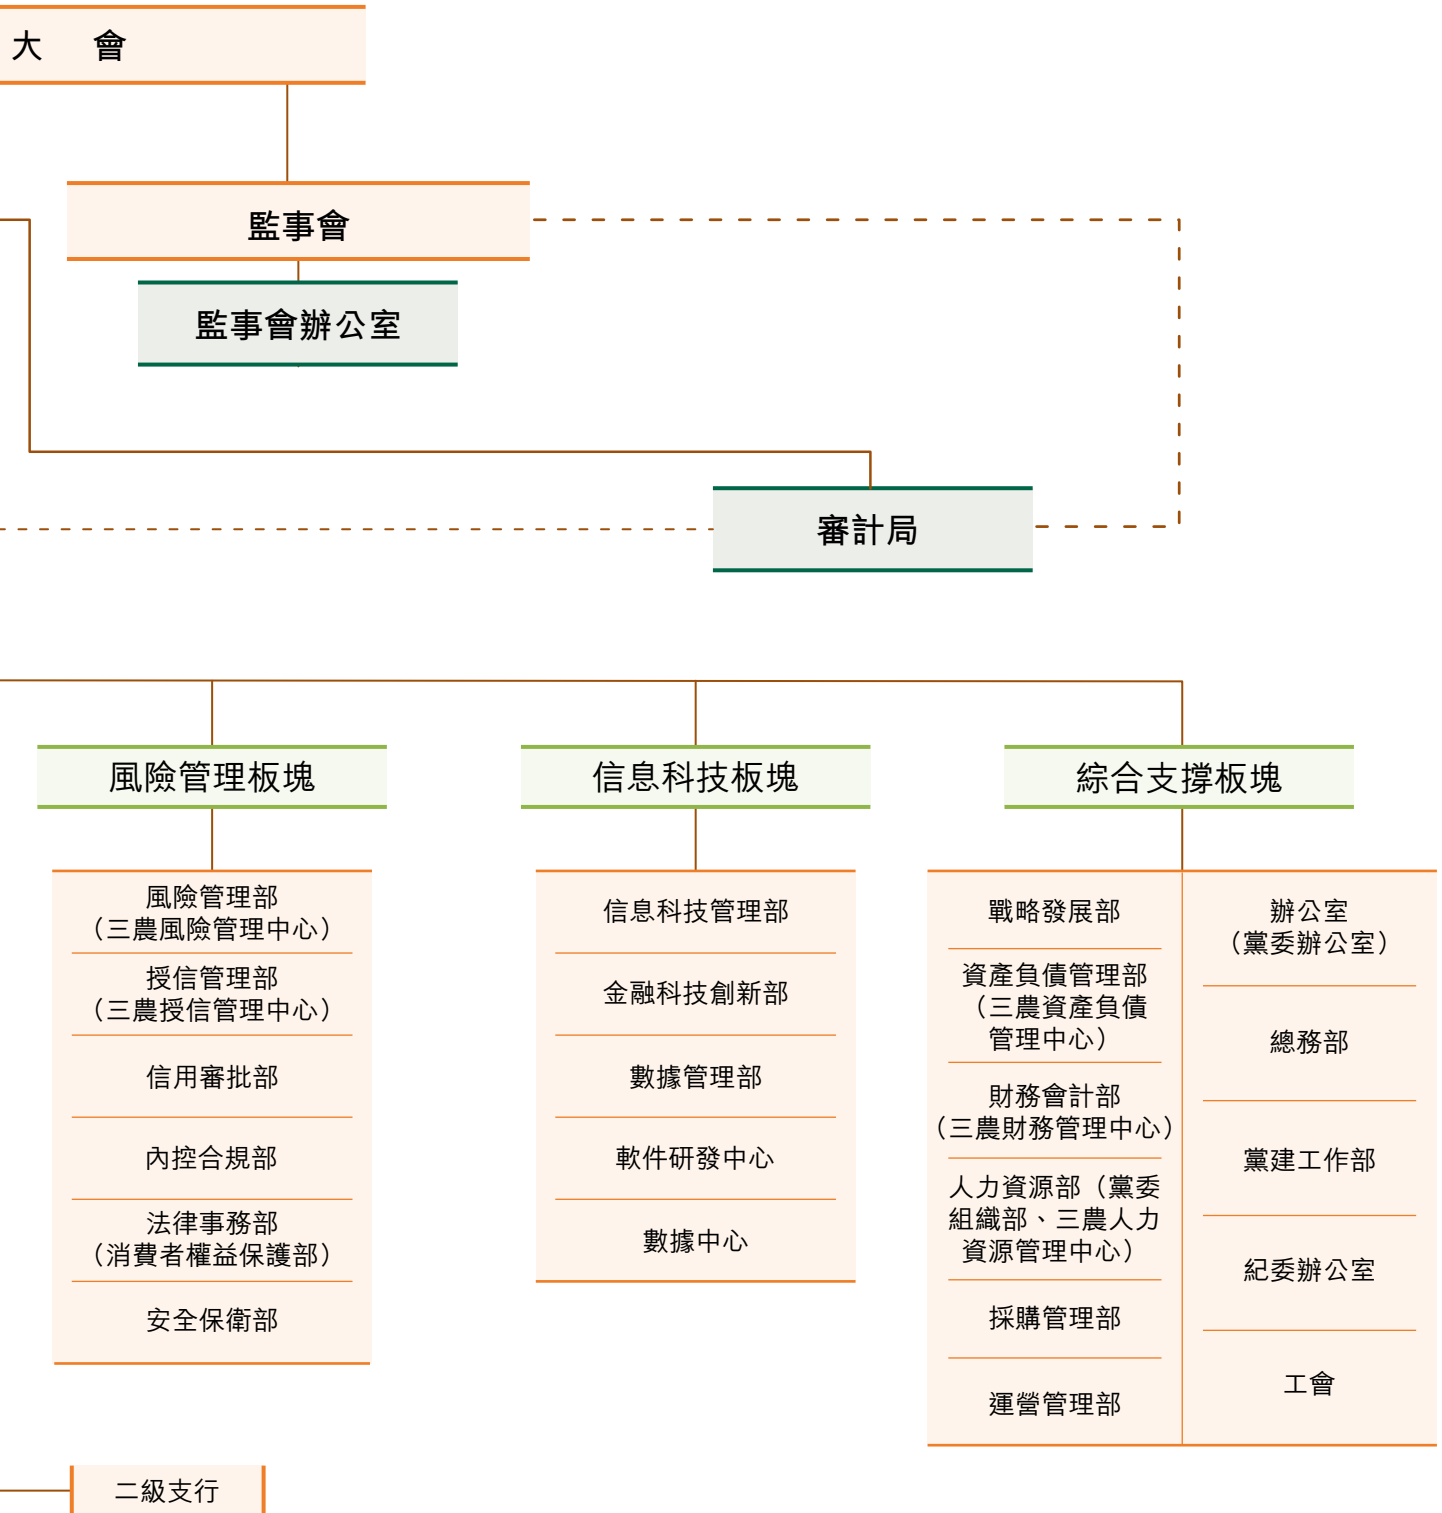 大 會
監事會
監事會辦公室
審計局
風險管理板塊
風險管理部
（三農風險管理中心）
授信管理部
（三農授信管理中心）
信用審批部
內控合規部
法律事務部
（消費者權益保護部）
安全保衛部
信息科技板塊
信息科技管理部
金融科技創新部
數據管理部
軟件研發中心
數據中心
綜合支撐板塊
戰略發展部
資產負債管理部
（三農資產負債
管理中心）
財務會計部
（三農財務管理中心）
人力資源部（黨委
組織部、三農人力
資源管理中心）
採購管理部
運營管理部
辦公室
（黨委辦公室）
總務部
黨建工作部
紀委辦公室
工會
二級支行